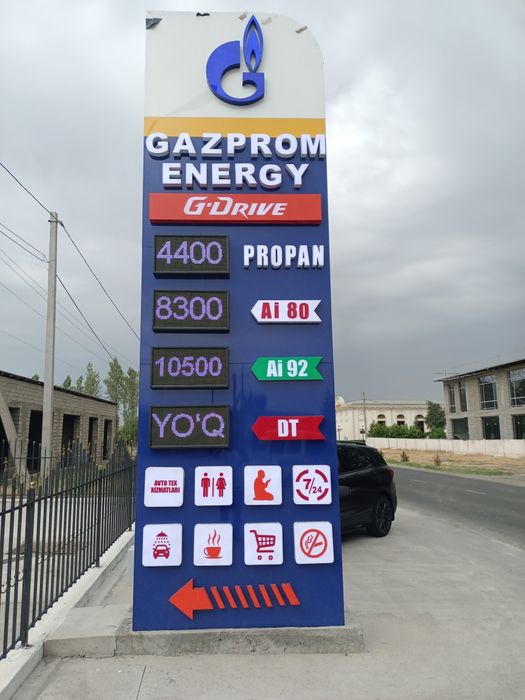 GAZPROM
ENERGY
G-DRIVE
4400 PROPAN
8300 Ai 80
10500 Ai 92
YO'Q DT
AVTO TEX
XIZMATLARI
7/24